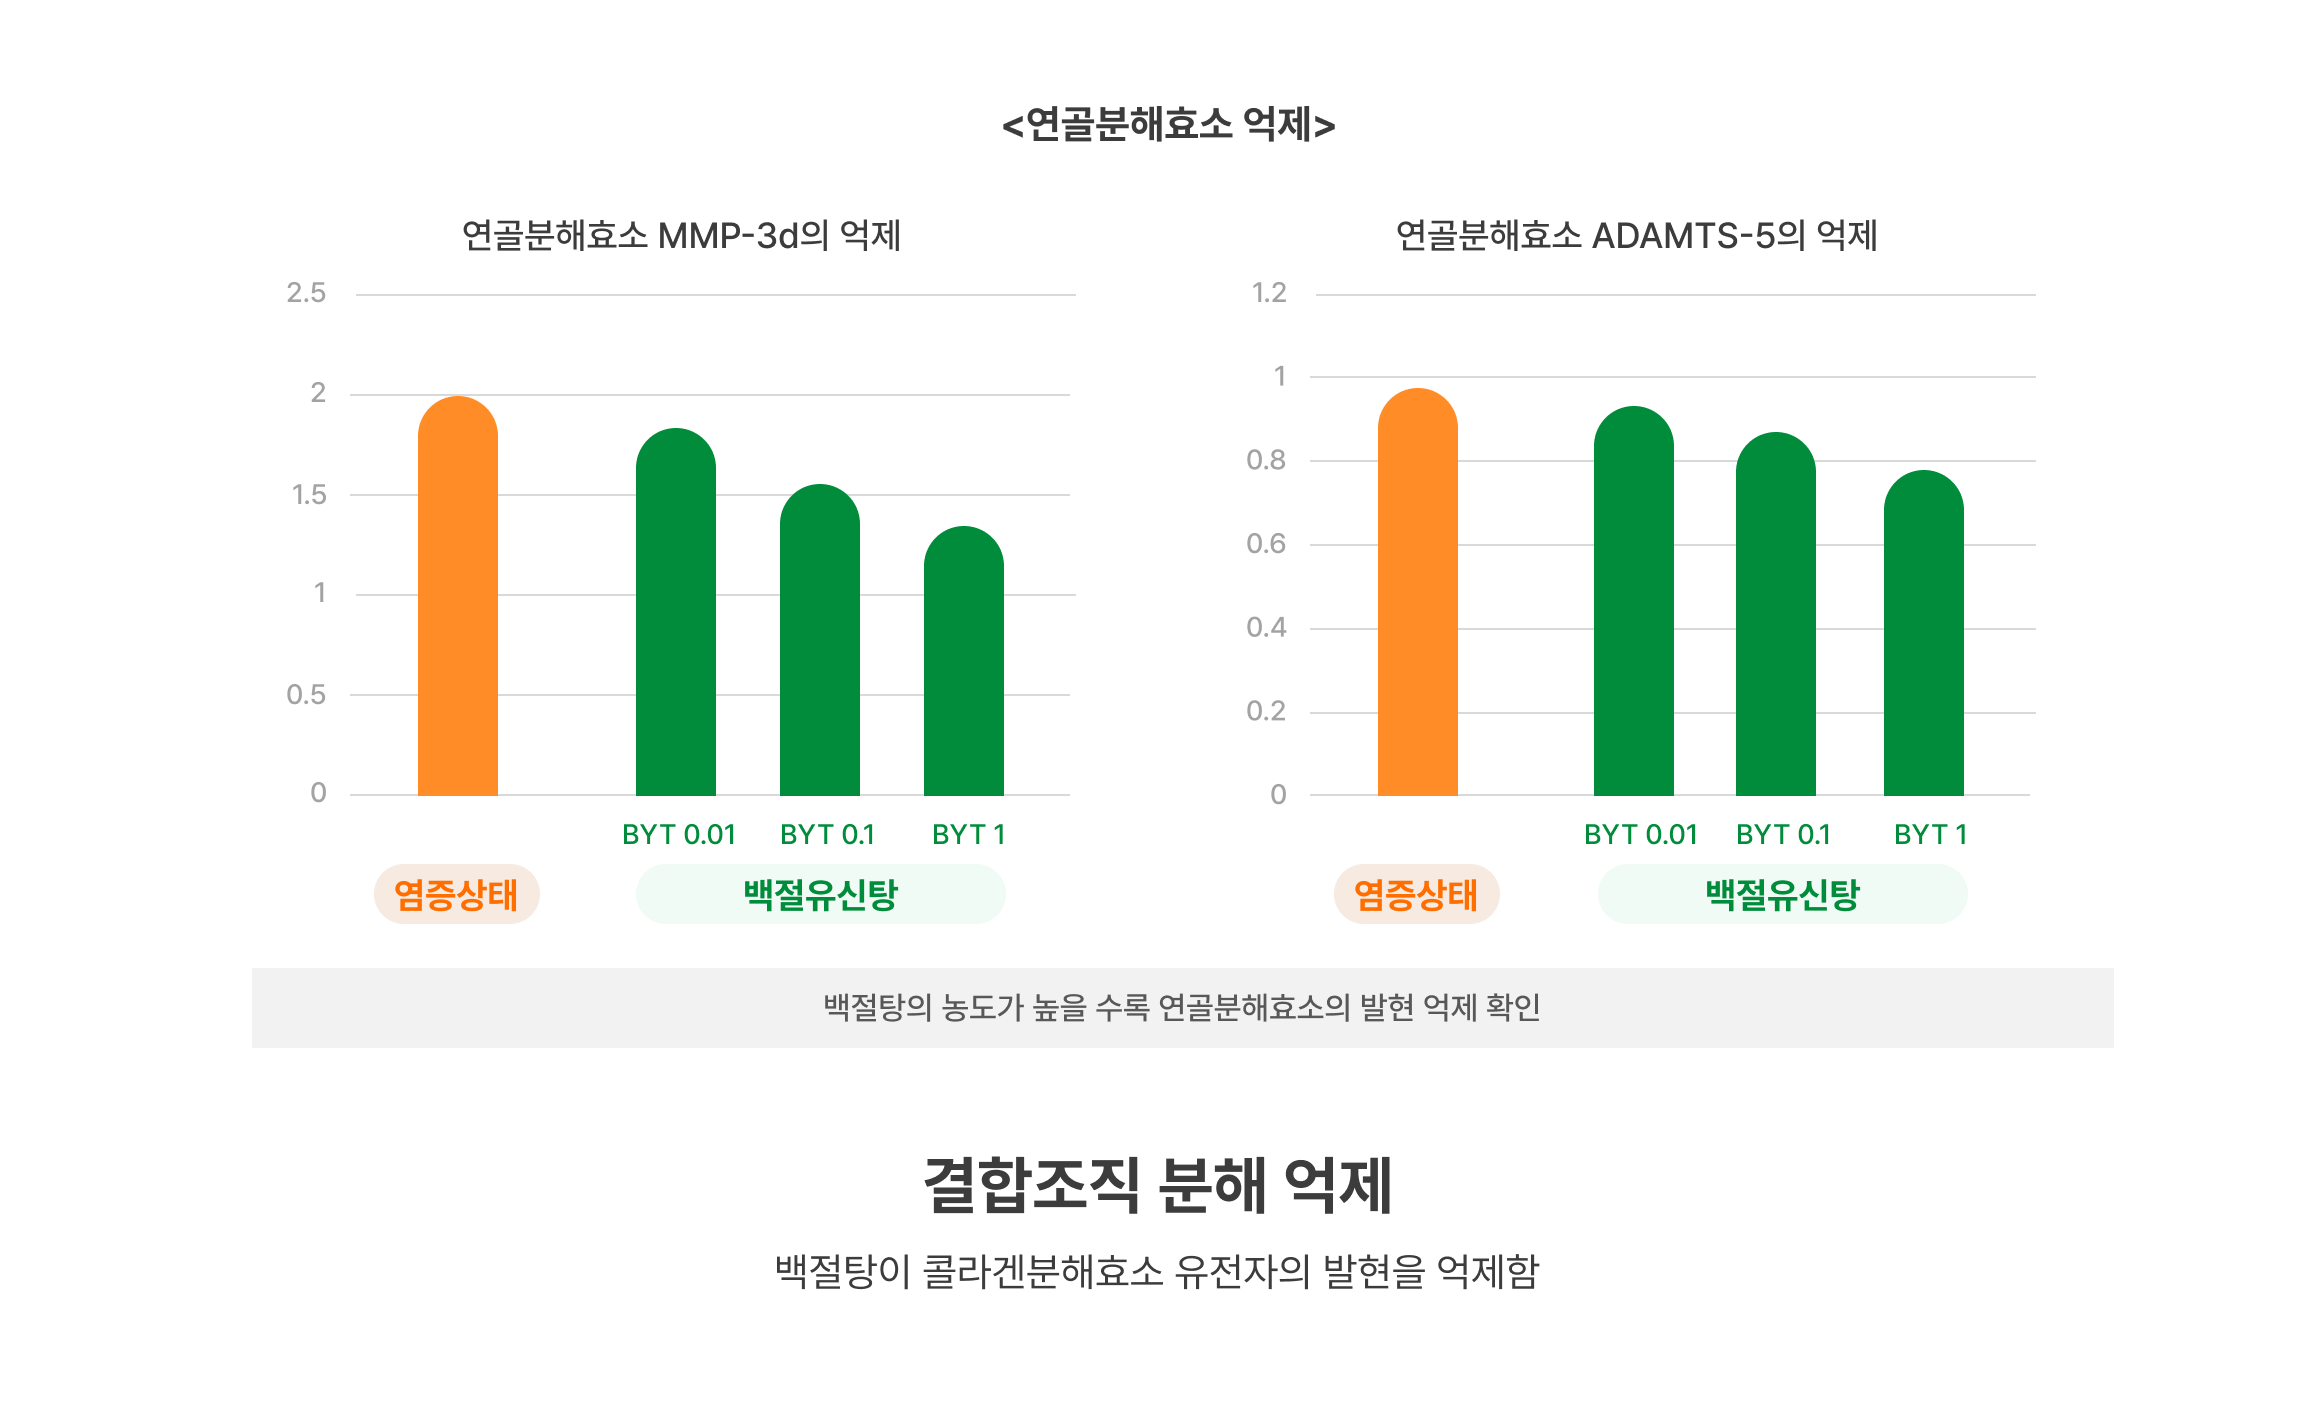 <연골분해효소 억제>
연골분해효소 MMP-3d의 억제
2.5
2
1.5
1
0.5
0
BYT 0.01 BYT 0.1 BYT 1
염증상태 백절유신탕
연골분해효소 ADAMTS-5의 억제
1.2
1
0.8
0.6
0.4
0.2
0
BYT 0.01 BYT 0.1 BYT 1
염증상태 백절유신탕
백절탕의 농도가 높을 수록 연골분해효소의 발현 억제 확인
결합조직 분해 억제
백절탕이 콜라겐분해효소 유전자의 발현을 억제함